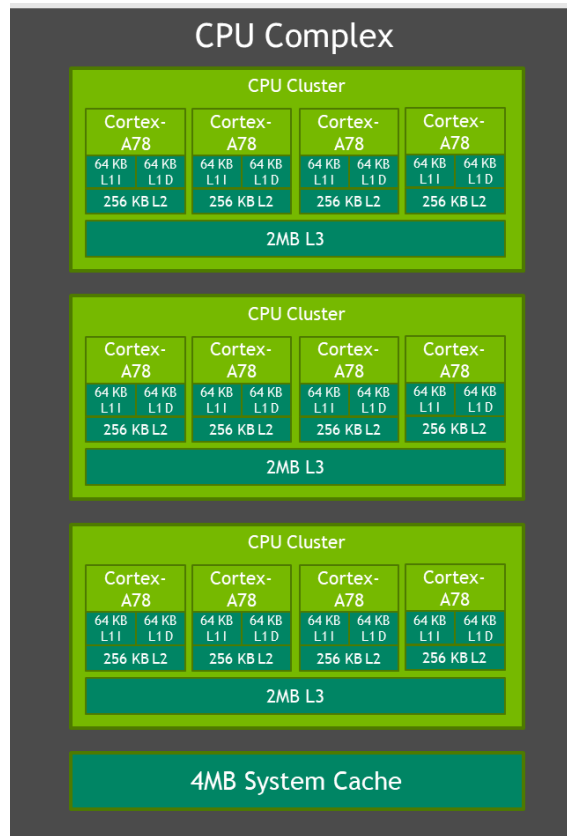 CPU Complex
CPU Cluster
Cortex- Cortex- Cortex- Cortex-
A78 A78 A78 A78
64 KB 64 KB 64 KB 64 KB 64 KB 64 KB 64 KB 64 KB
L1 I L1 D L1 I L1 D L1 I L1 D L1 I L1 D
256 KB L2 256 KB L2 256 KB L2 256 KB L2
2MB L3
CPU Cluster
Cortex- Cortex- Cortex- Cortex-
A78 A78 A78 A78
64 KB 64 KB 64 KB 64 KB 64 KB 64 KB 64 KB 64 KB
L1 I L1 D L1 I L1 D L1 I L1 D L1 I L1 D
256 KB L2 256 KB L2 256 KB L2 256 KB L2
2MB L3
CPU Cluster
Cortex- Cortex- Cortex- Cortex-
A78 A78 A78 A78
64 KB 64 KB 64 KB 64 KB 64 KB 64 KB 64 KB 64 KB
L1 I L1 D L1 I L1 D L1 I L1 D L1 I L1 D
256 KB L2 256 KB L2 256 KB L2 256 KB L2
2MB L3
4MB System Cache